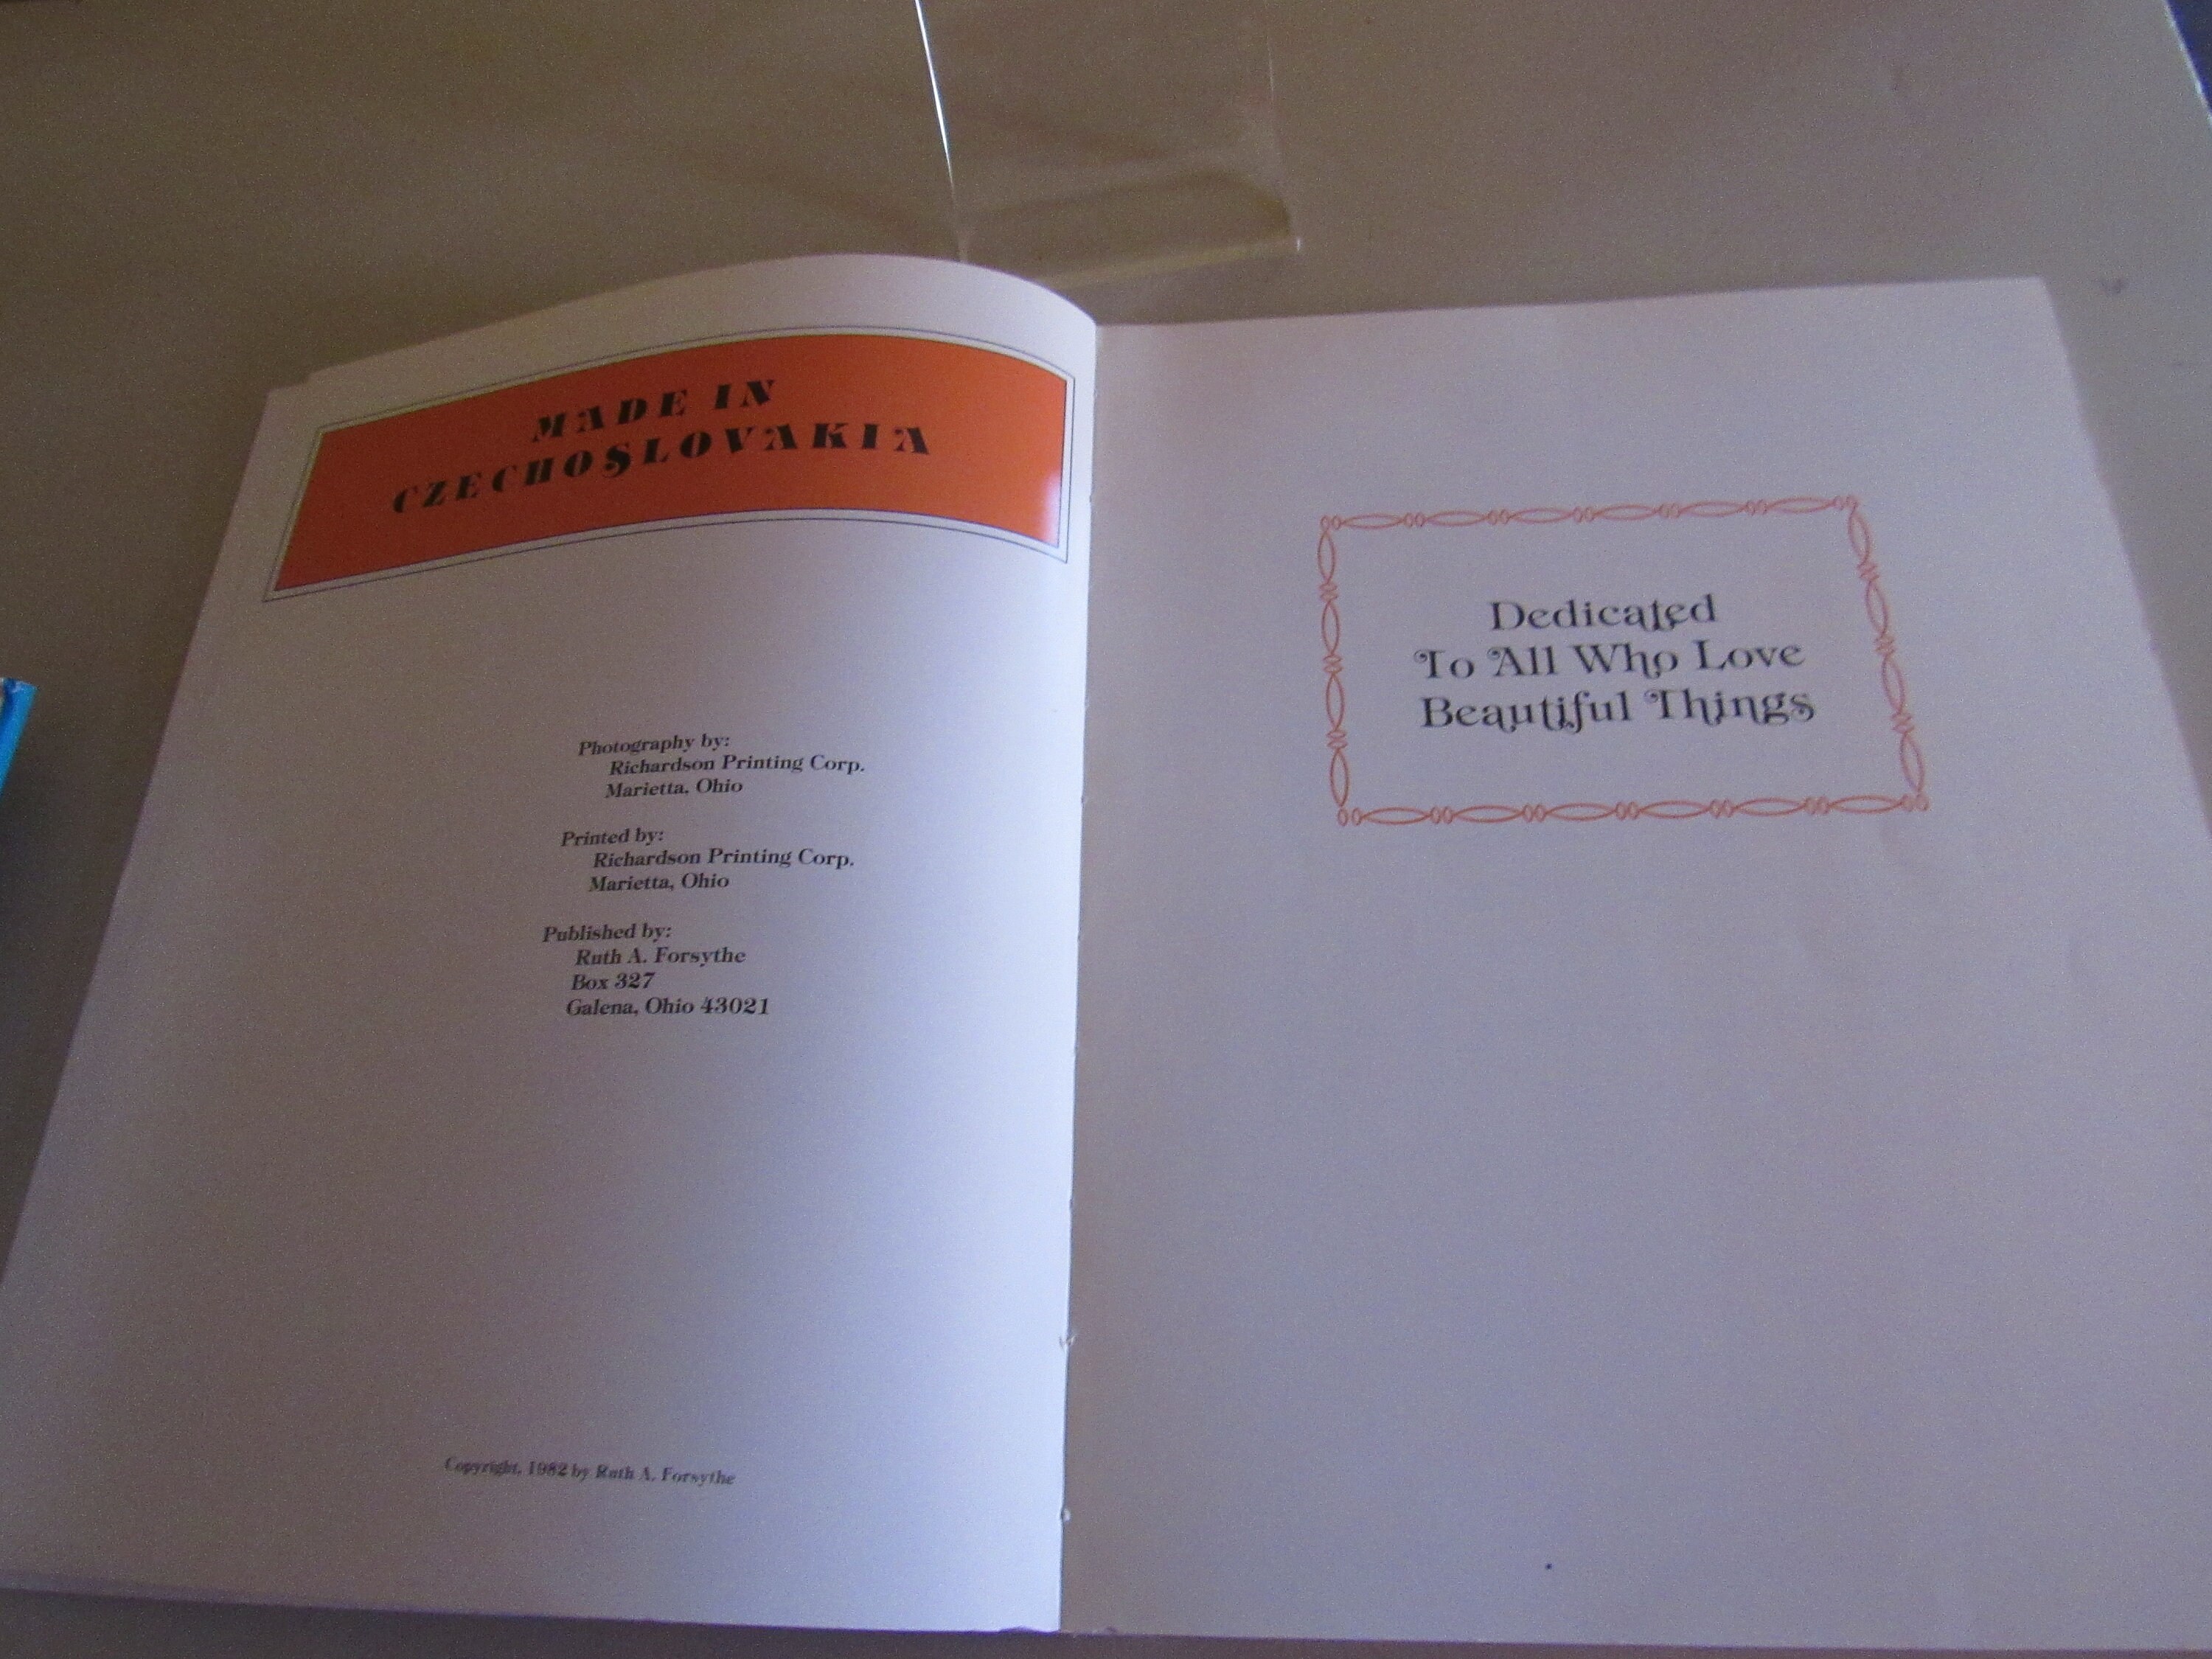 MADE IN
CZECHOSLOVAKIA
Photography by:
Richardson Printing Corp.
Marietta, Ohio
Printed by:
Richardson Printing Corp.
Marietta, Ohio
Published by:
Ruth A. Forsythe
Box 327
Galena, Ohio 43021
Copyright, 1982 by Ruth A. Forsythe
Dedicated
To All Who Love
Beautiful Things